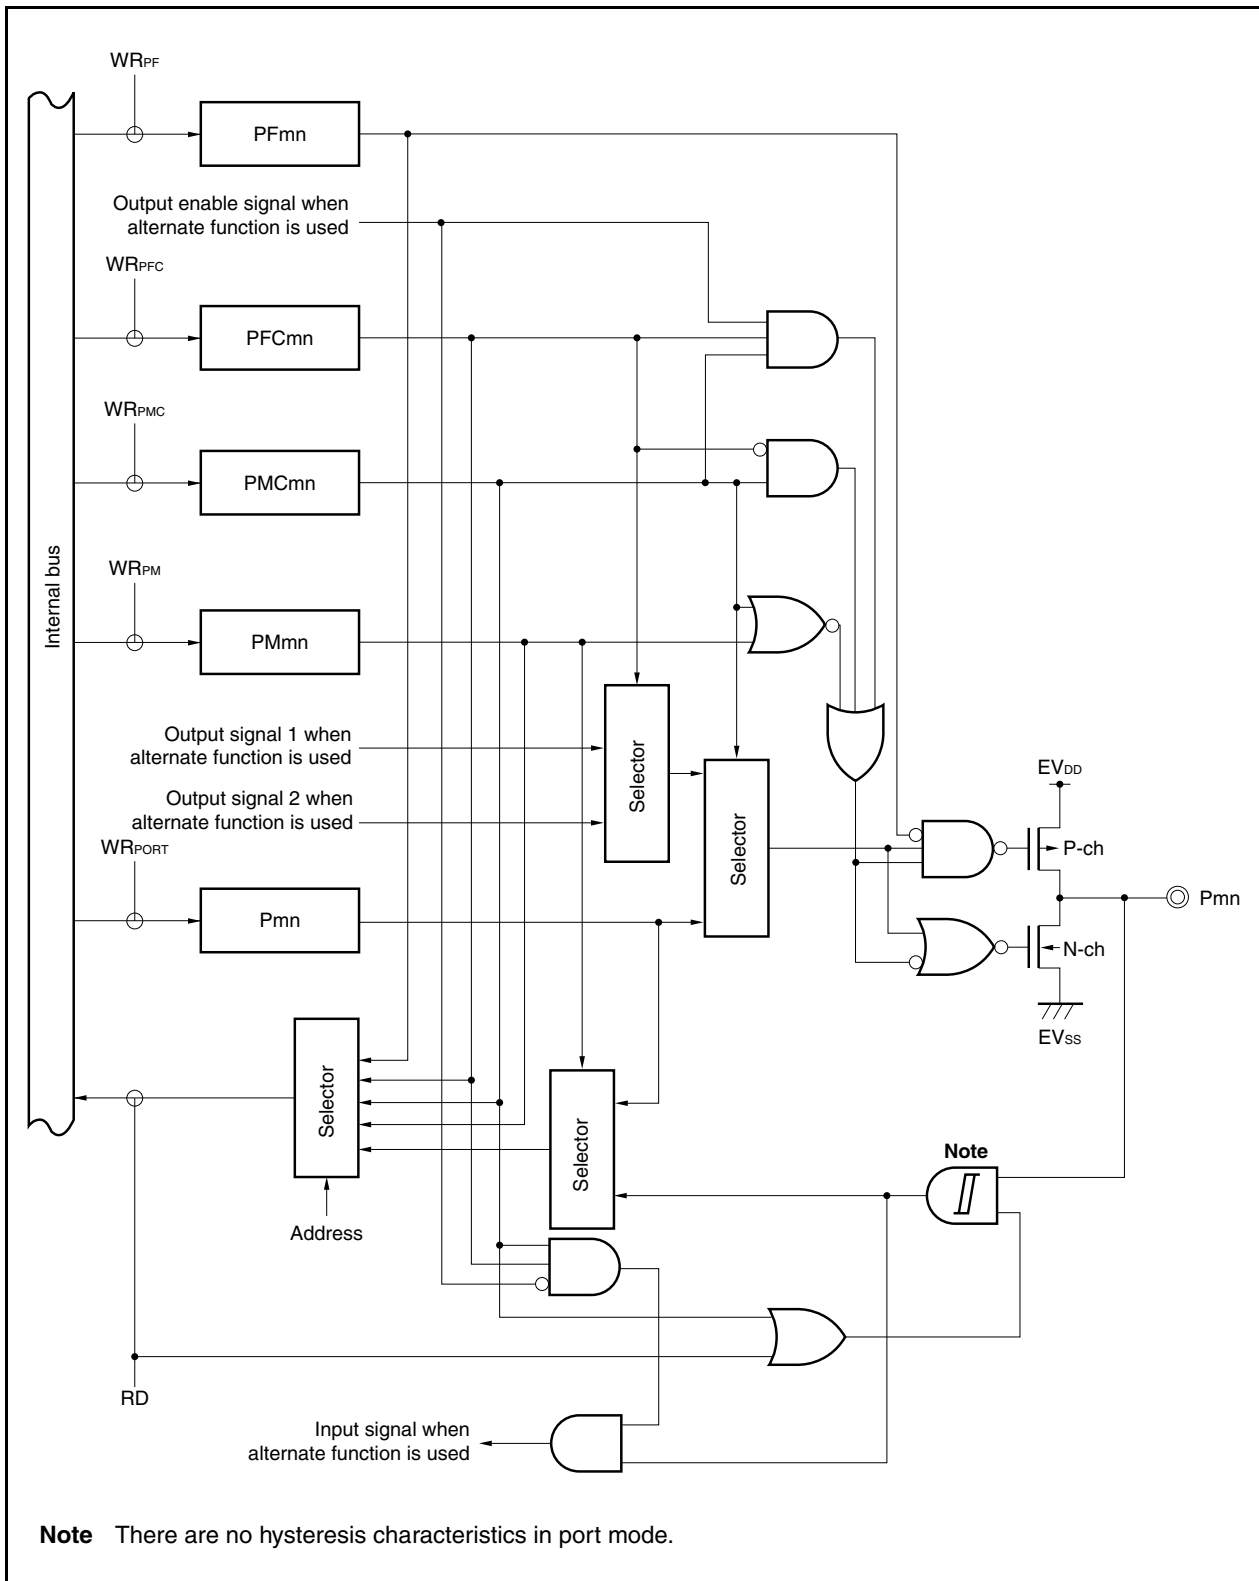 WRPF
PFmn
Output enable signal when
alternate function is used
WRPFC
PFCmn
WRPMC
PMCmn
Internal bus
WRPM
PMmn
Output signal 1 when
alternate function is used
Selector
Output signal 2 when
alternate function is used
Selector
EVDD
P-ch
WRPORT
Pmn
Pmn
N-ch
EVSS
Selector
Selector
Note
Address
RD
Input signal when
alternate function is used
Note There are no hysteresis characteristics in port mode.